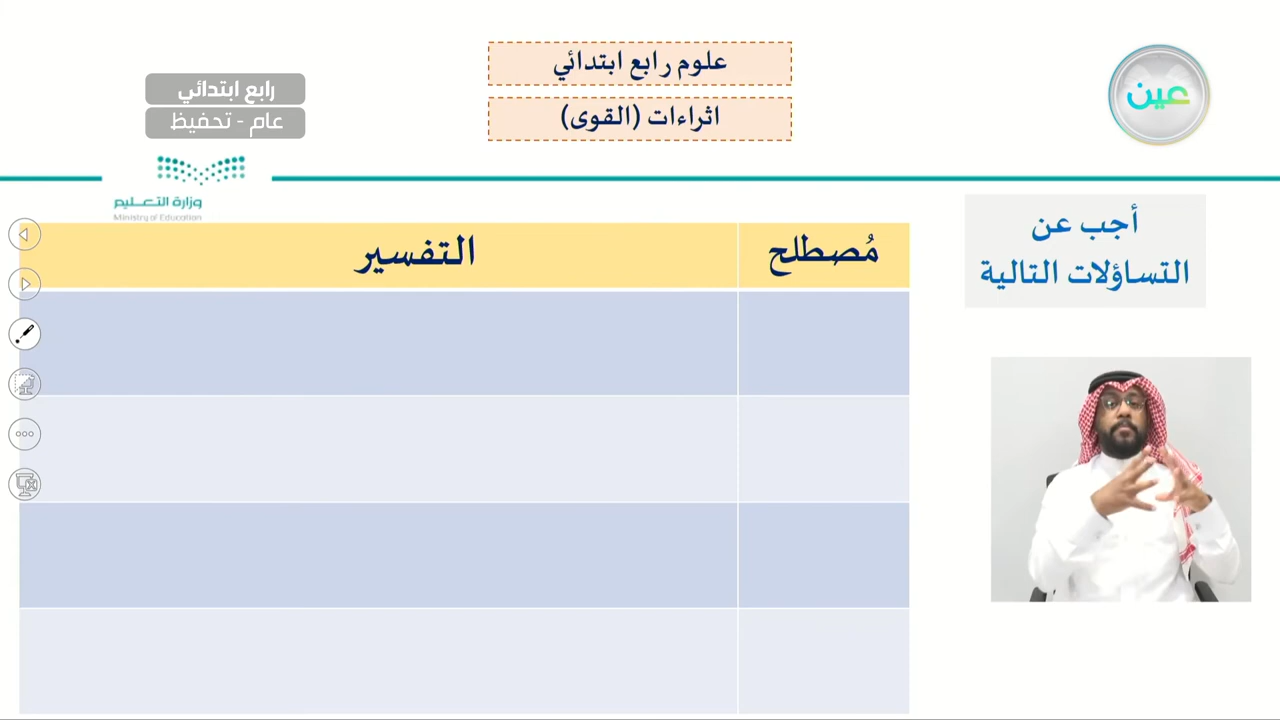 علوم رابع ابتدائي
اثراءات (القوى)
عين
رابع ابتدائي
عام - تحفيظ
وزارة التعـــليم
Ministry of Education
أجب عن
التساؤلات التالية
مُصطلح
التفسير